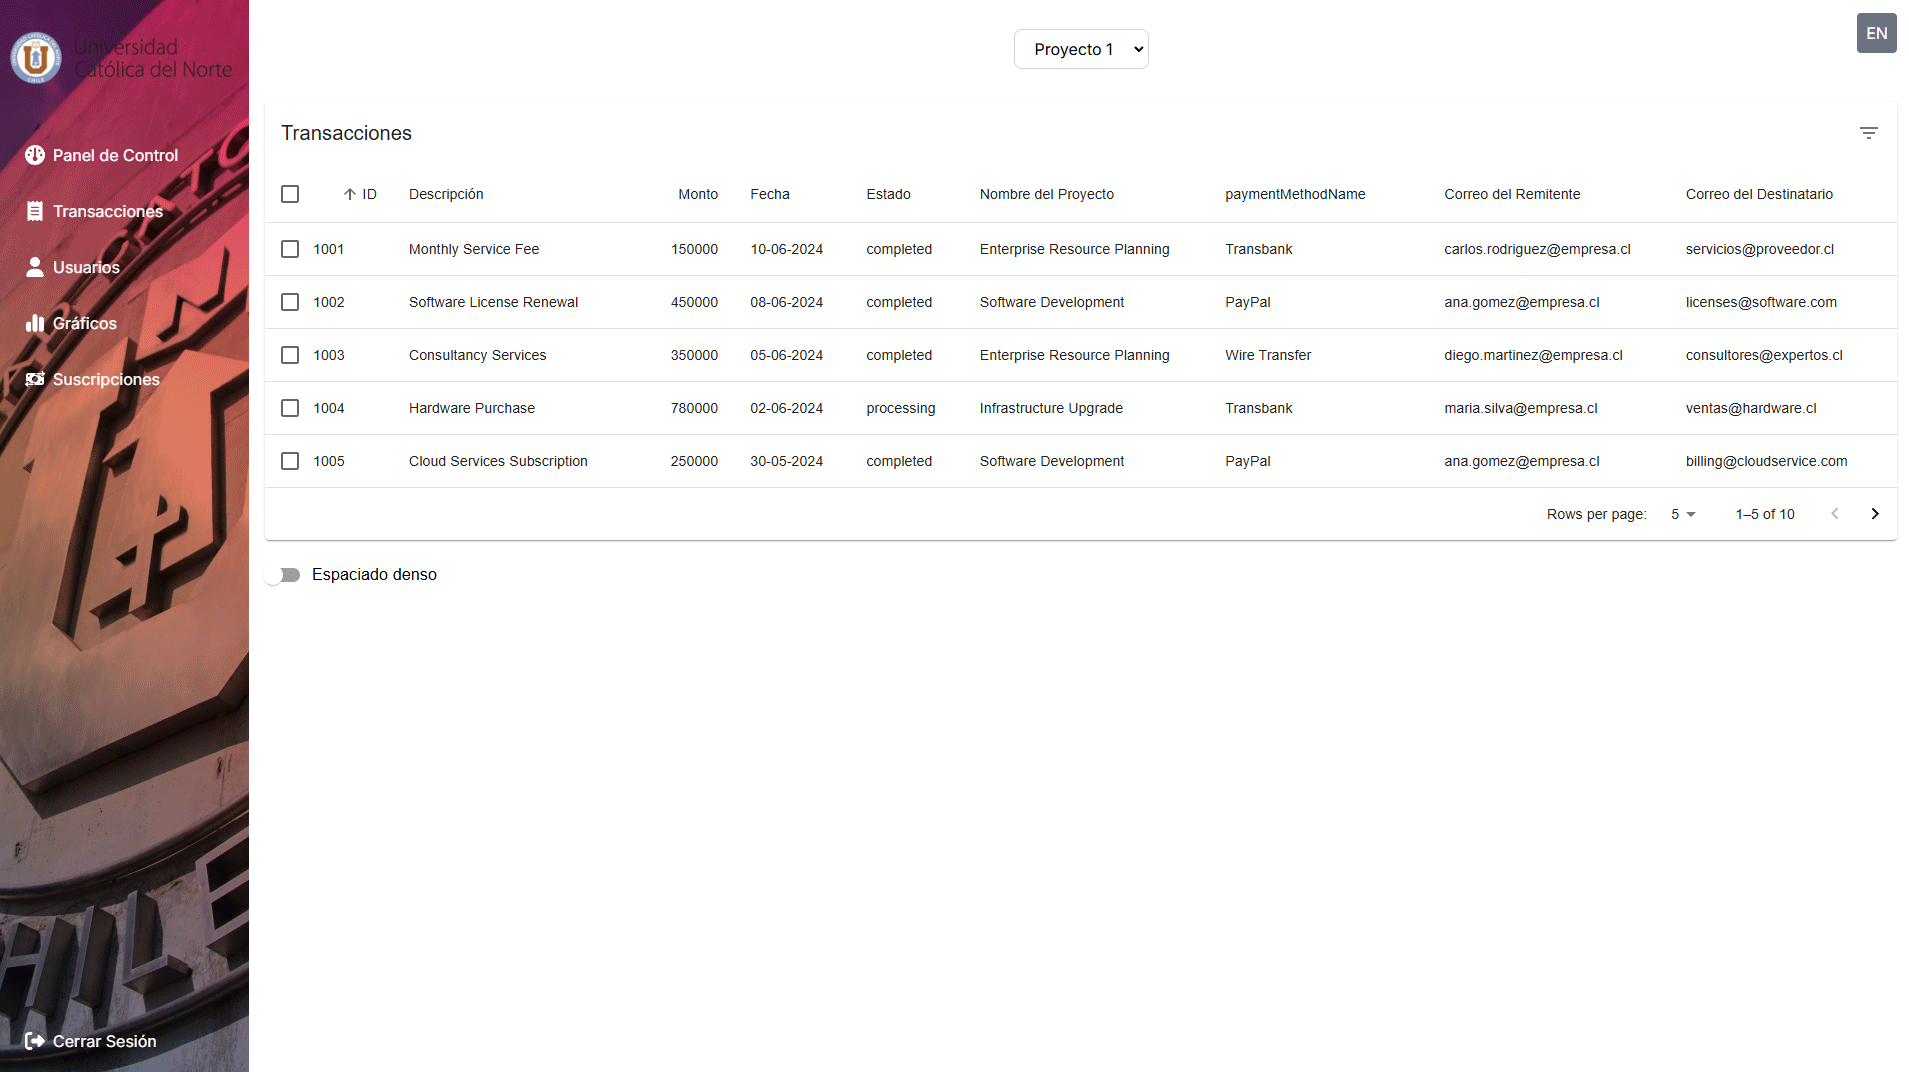 Universidad
Católica del Norte
Panel de Control
Transacciones
Usuarios
Gráficos
Suscripciones
Cerrar Sesión
Proyecto 1
EN
Transacciones
ID Descripción Monto Fecha Estado Nombre del Proyecto paymentMethodName Correo del Remitente Correo del Destinatario
1001 Monthly Service Fee 150000 10-06-2024 completed Enterprise Resource Planning Transbank carlos.rodriguez@empresa.cl servicios@proveedor.cl
1002 Software License Renewal 450000 08-06-2024 completed Software Development PayPal ana.gomez@empresa.cl licenses@software.com
1003 Consultancy Services 350000 05-06-2024 completed Enterprise Resource Planning Wire Transfer diego.martinez@empresa.cl consultores@expertos.cl
1004 Hardware Purchase 780000 02-06-2024 processing Infrastructure Upgrade Transbank maria.silva@empresa.cl ventas@hardware.cl
1005 Cloud Services Subscription 250000 30-05-2024 completed Software Development PayPal ana.gomez@empresa.cl billing@cloudservice.com
Rows per page: 5 1–5 of 10
Espaciado denso